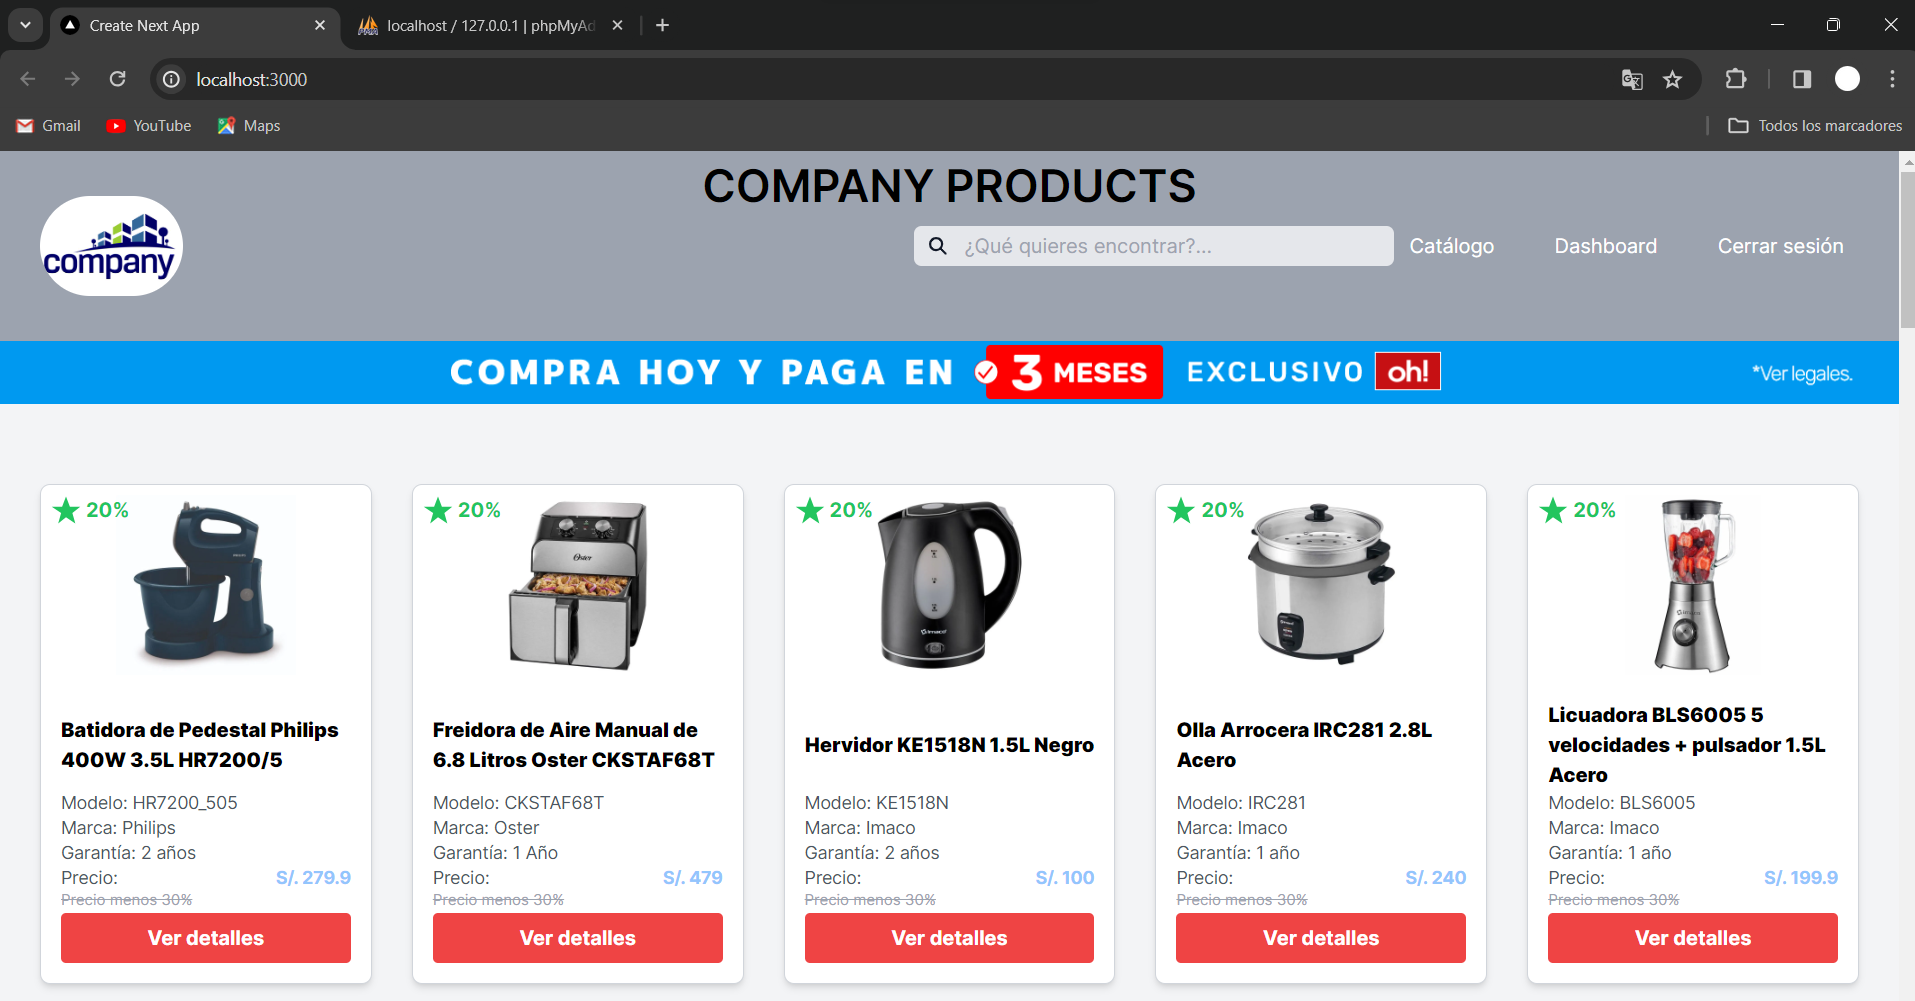 Create Next App
localhost / 127.0.0.1 | phpMyAd
localhost:3000
Gmail
YouTube
Maps
Todos los marcadores
COMPANY PRODUCTS
company
¿Qué quieres encontrar?...
Catálogo
Dashboard
Cerrar sesión
COMPRA HOY Y PAGA EN 3 MESES EXCLUSIVO oh!
*Ver legales.
20%
Batidora de Pedestal Philips
400W 3.5L HR7200/5
Modelo: HR7200_505
Marca: Philips
Garantía: 2 años
Precio: S/. 279.9
Precio menos 30%
Ver detalles
20%
Oster
Freidora de Aire Manual de
6.8 Litros Oster CKSTAF68T
Modelo: CKSTAF68T
Marca: Oster
Garantía: 1 Año
Precio: S/. 479
Precio menos 30%
Ver detalles
20%
imaco
Hervidor KE1518N 1.5L Negro
Modelo: KE1518N
Marca: Imaco
Garantía: 2 años
Precio: S/. 100
Precio menos 30%
Ver detalles
20%
Olla Arrocera IRC281 2.8L
Acero
Modelo: IRC281
Marca: Imaco
Garantía: 1 año
Precio: S/. 240
Precio menos 30%
Ver detalles
20%
imaco
Licuadora BLS6005 5
velocidades + pulsador 1.5L
Acero
Modelo: BLS6005
Marca: Imaco
Garantía: 1 año
Precio: S/. 199.9
Precio menos 30%
Ver detalles